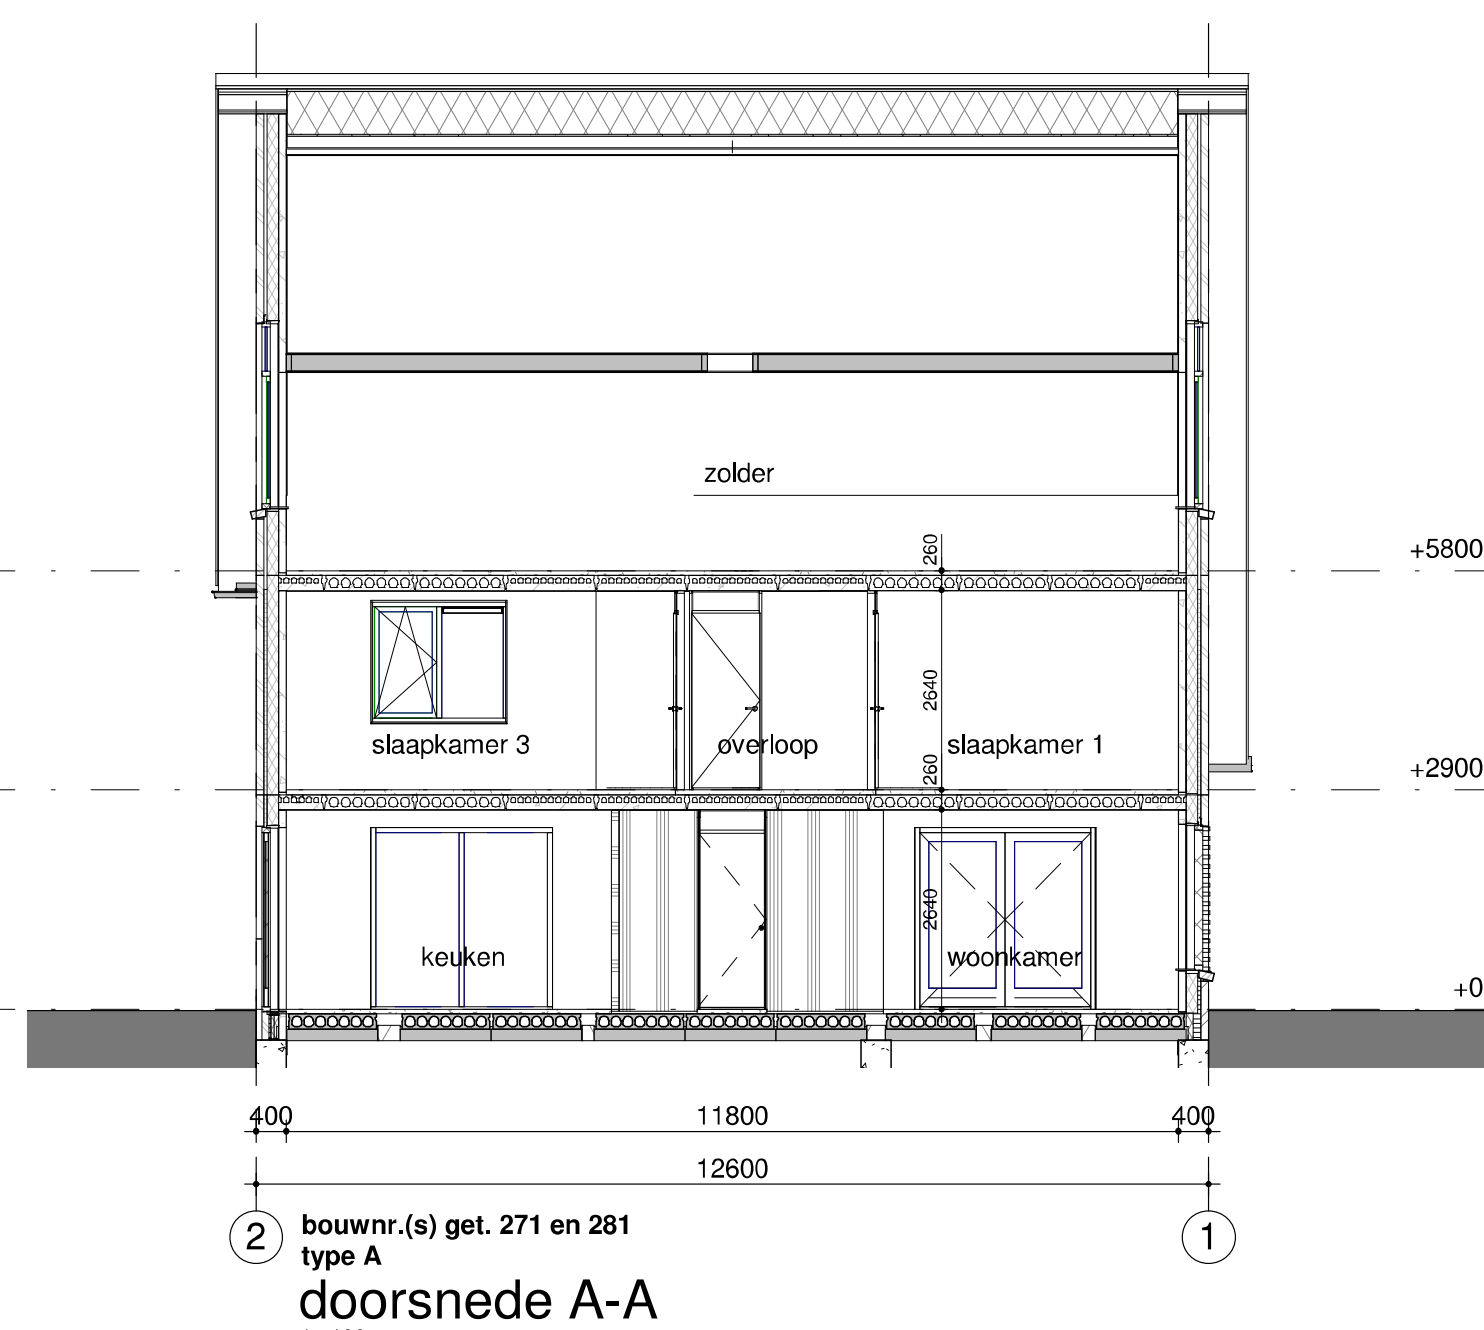 zolder
260
+5800
2640
slaapkamer 3
overloop
slaapkamer 1
260
+2900
2640
keuken
woonkamer
+0
400
11800
400
12600
2
bouwnr.(s) get. 271 en 281
1
type A
doorsnede A-A